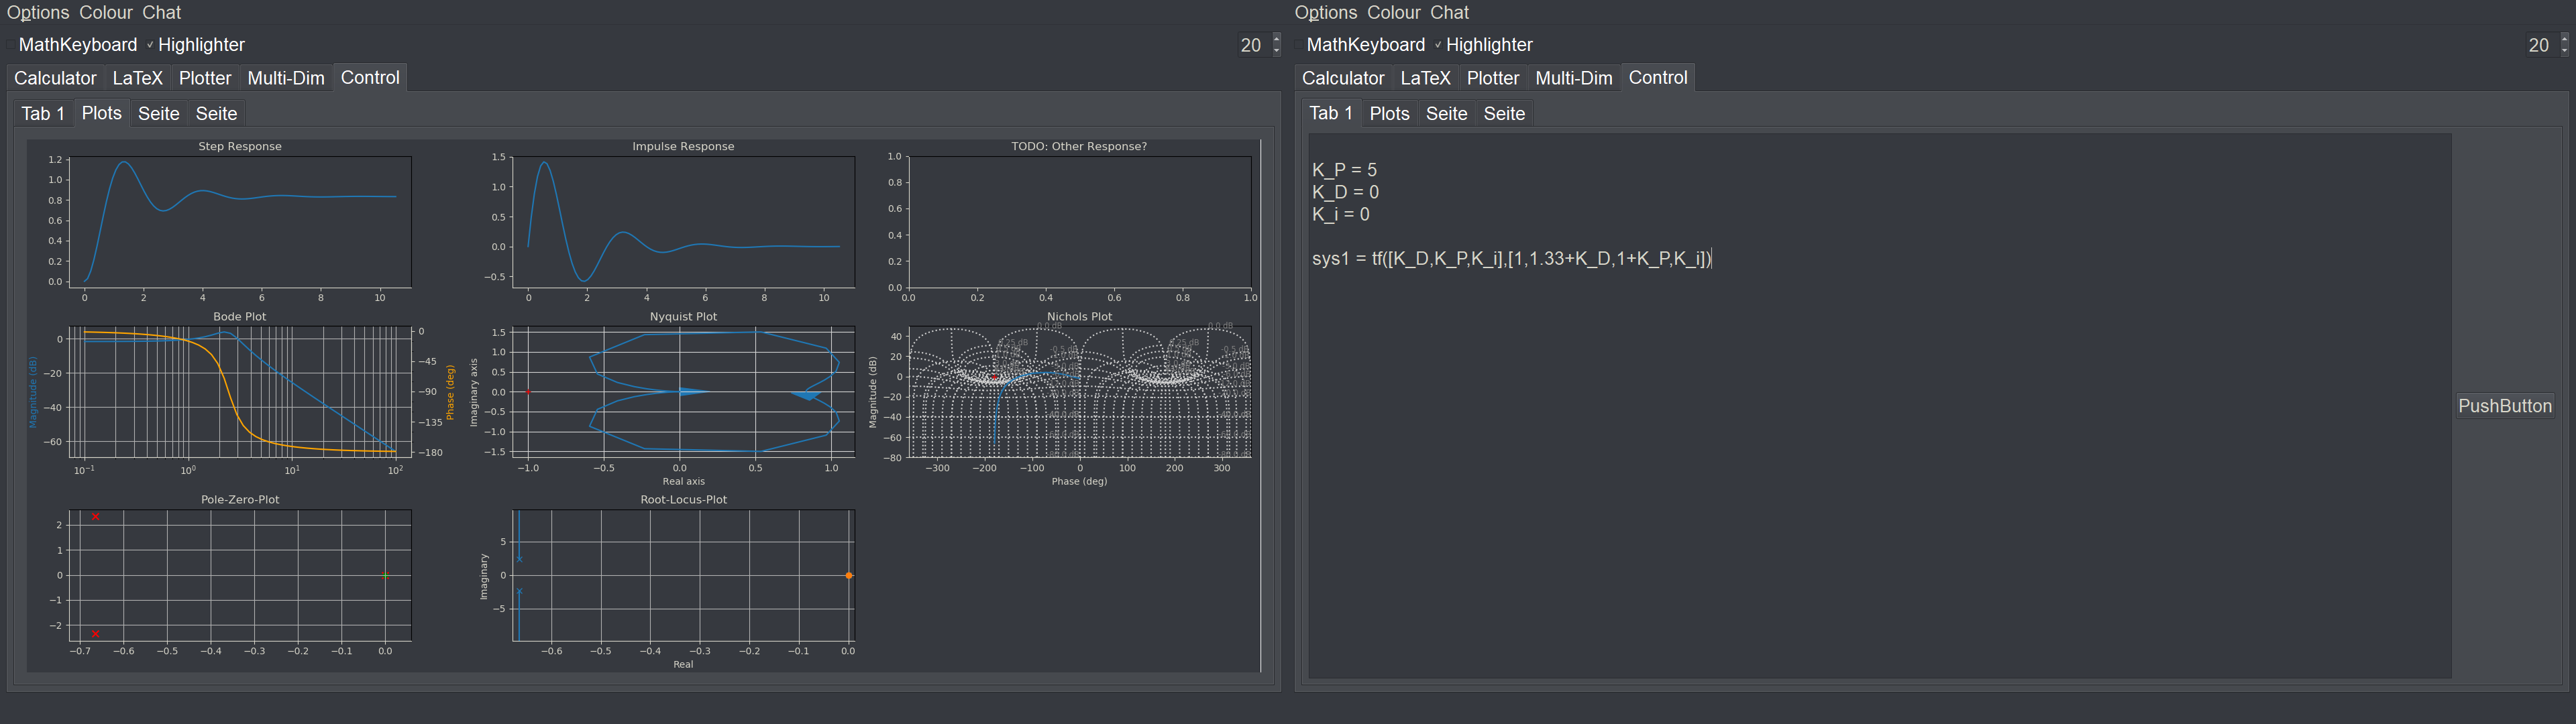 Options Colour Chat
MathKeyboard Highlighter 20
Calculator LaTeX Plotter Multi-Dim Control
Tab 1 Plots Seite Seite
Step Response
1.2
1.0
0.8
0.6
0.4
0.2
0.0
0 2 4 6 8 10
Impulse Response
1.5
1.0
0.5
0.0
−0.5
0 2 4 6 8 10
TODO: Other Response?
1.0
0.8
0.6
0.4
0.2
0.0
0.0 0.2 0.4 0.6 0.8 1.0
Bode Plot
Magnitude (dB)
0
−20
−40
−60
0
−45
−90
−135
−180
Phase (deg)
10⁻¹ 10⁰ 10¹ 10²
Nyquist Plot
Imaginary axis
1.5
1.0
0.5
0.0
−0.5
−1.0
−1.5
−1.0 −0.5 0.0 0.5 1.0
Real axis
Nichols Plot
Magnitude (dB)
40
20
0
−20
−40
−60
−80
0.0 dB
0.0 dB
−300 −200 −100 0 100 200 300
Phase (deg)
Pole-Zero-Plot
2
1
0
−1
−2
−0.7 −0.6 −0.5 −0.4 −0.3 −0.2 −0.1 0.0
Root-Locus-Plot
Imaginary
5
0
−5
−0.6 −0.5 −0.4 −0.3 −0.2 −0.1 0.0
Real
Options Colour Chat
MathKeyboard Highlighter 20
Calculator LaTeX Plotter Multi-Dim Control
Tab 1 Plots Seite Seite
K_P = 5
K_D = 0
K_i = 0
sys1 = tf([K_D,K_P,K_i],[1,1.33+K_D,1+K_P,K_i])
PushButton